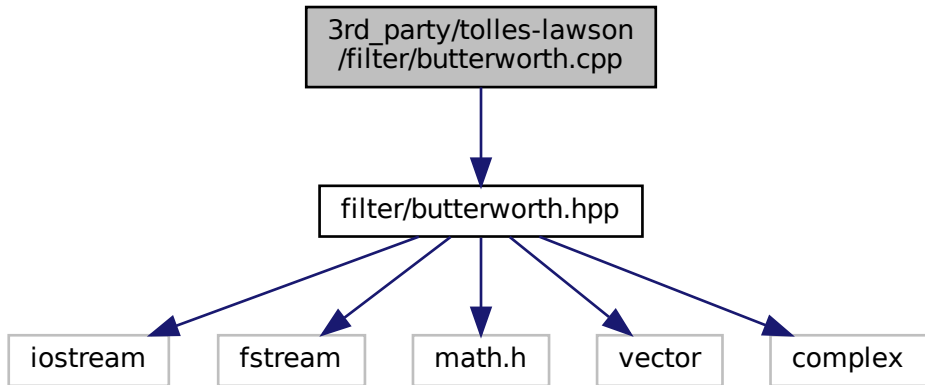 3rd_party/tolles-lawson
/filter/butterworth.cpp
filter/butterworth.hpp
iostream
fstream
math.h
vector
complex